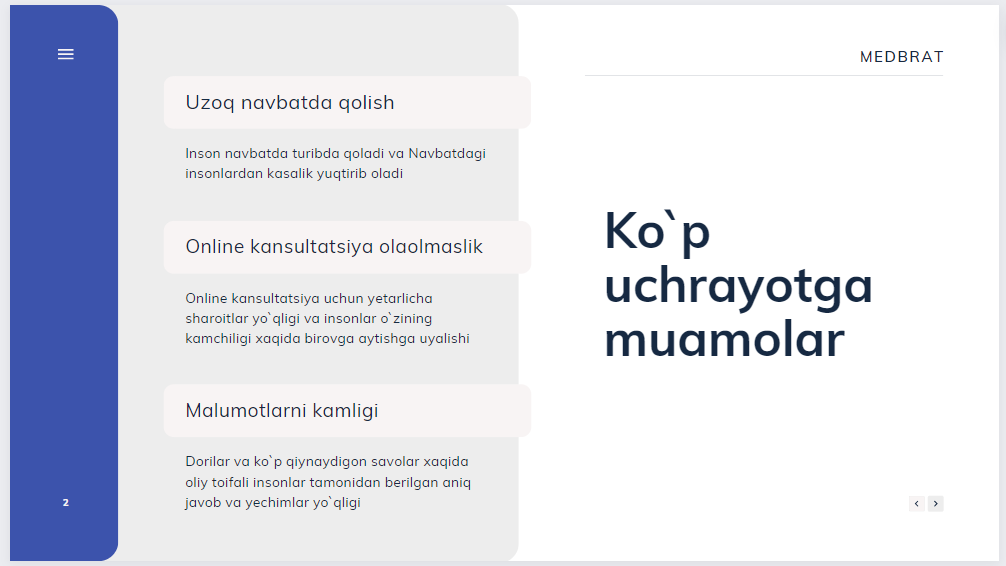 MEDBRAT
Ko`p
uchrayotga
muamolar
Uzoq navbatda qolish
Inson navbatda turibda qoladi va Navbatdagi
insonlardan kasalik yuqtirib oladi
Online kansultatsiya olaolmaslik
Online kansultatsiya uchun yetarlicha
sharoitlar yo`qligi va insonlar o`zining
kamchiligi xaqida birovga aytishga uyalishi
Malumotlarni kamligi
Dorilar va ko`p qiynaydigon savolar xaqida
oliy toifali insonlar tamonidan berilgan aniq
javob va yechimlar yo`qligi
2